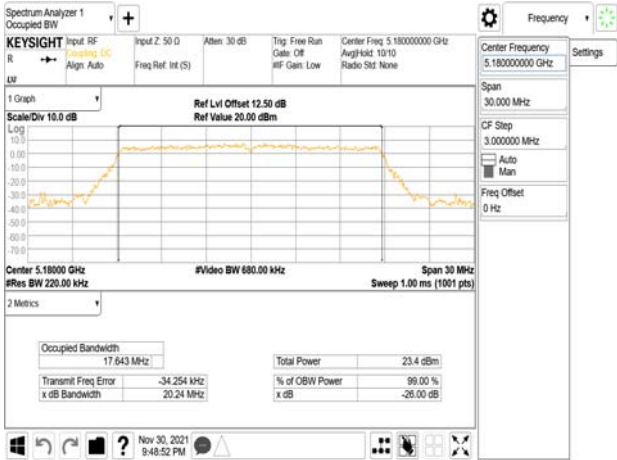 Spectrum Analyzer 1
Occupied BW
Frequency
KEYSIGHT
Input: RF
Coupling: DC
Align: Auto
Input Z: 50 Ω
Freq Ref: Int (S)
Atten: 30 dB
Trig: Free Run
Gate: Off
#IF Gain: Low
Center Freq: 5.180000000 GHz
Avg|Hold: 10/10
Radio Std: None
R
LXI
Center Frequency
5.180000000 GHz
Settings
Span
30.000 MHz
CF Step
3.000000 MHz
Auto
Man
Freq Offset
0 Hz
1 Graph
Ref Lvl Offset 12.50 dB
Scale/Div 10.0 dB
Ref Value 20.00 dBm
Log
10.0
0.00
-10.0
-20.0
-30.0
-40.0
-50.0
-60.0
-70.0
Center 5.18000 GHz
#Video BW 680.00 kHz
Span 30 MHz
#Res BW 220.00 kHz
Sweep 1.00 ms (1001 pts)
2 Metrics
Occupied Bandwidth
17.643 MHz
Total Power 23.4 dBm
Transmit Freq Error -34.254 kHz
% of OBW Power 99.00 %
x dB Bandwidth 20.24 MHz
x dB -26.00 dB
Nov 30, 2021
9:48:52 PM